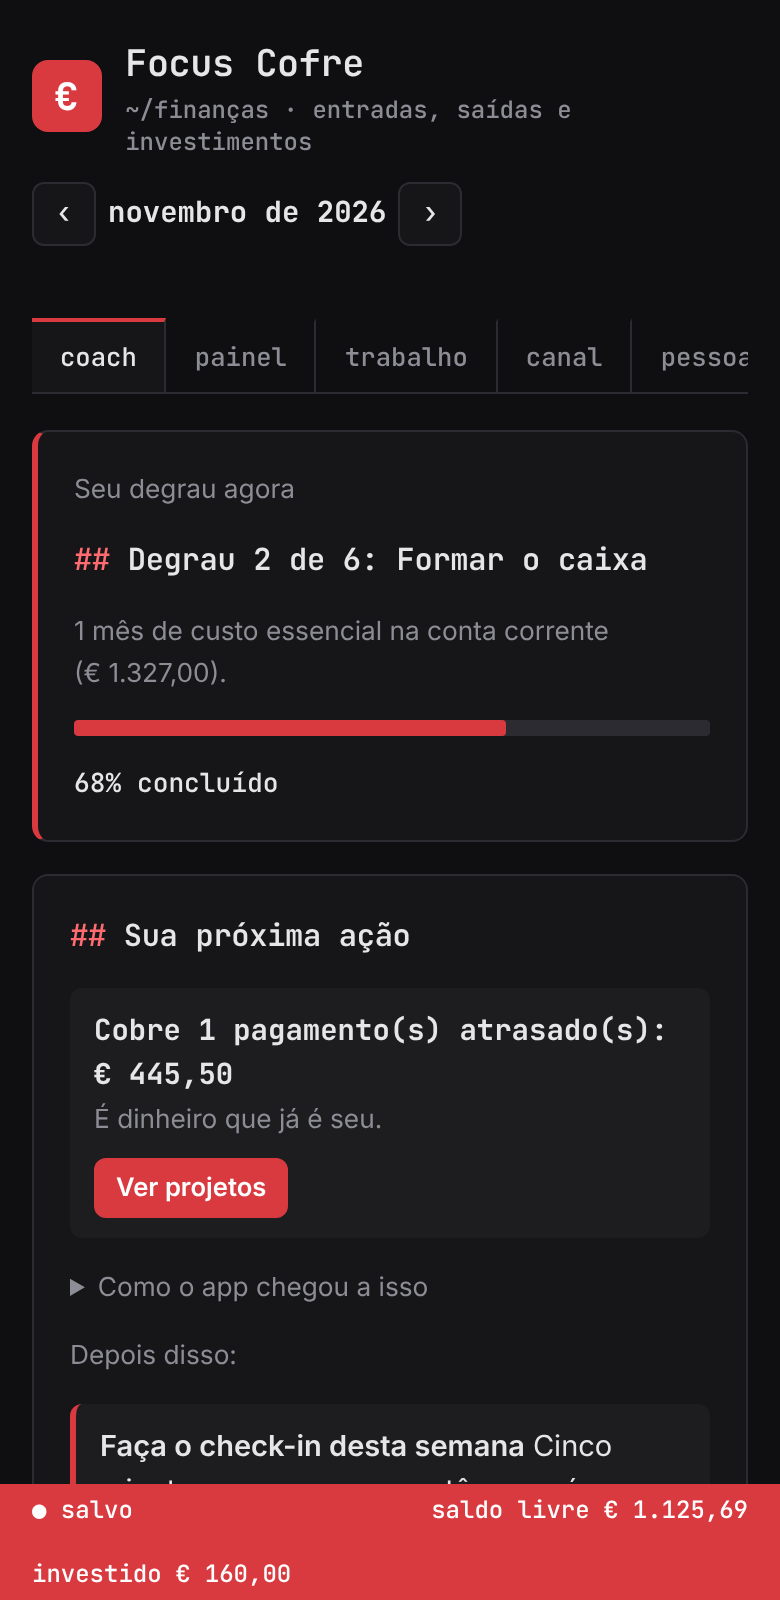 €
Focus Cofre
~/finanças · entradas, saídas e
investimentos
‹ novembro de 2026 ›
coach painel trabalho canal pessoa
Seu degrau agora
## Degrau 2 de 6: Formar o caixa
1 mês de custo essencial na conta corrente
(€ 1.327,00).
68% concluído
## Sua próxima ação
Cobre 1 pagamento(s) atrasado(s):
€ 445,50
É dinheiro que já é seu.
Ver projetos
▶ Como o app chegou a isso
Depois disso:
Faça o check-in desta semana Cinco
● salvo saldo livre € 1.125,69
investido € 160,00